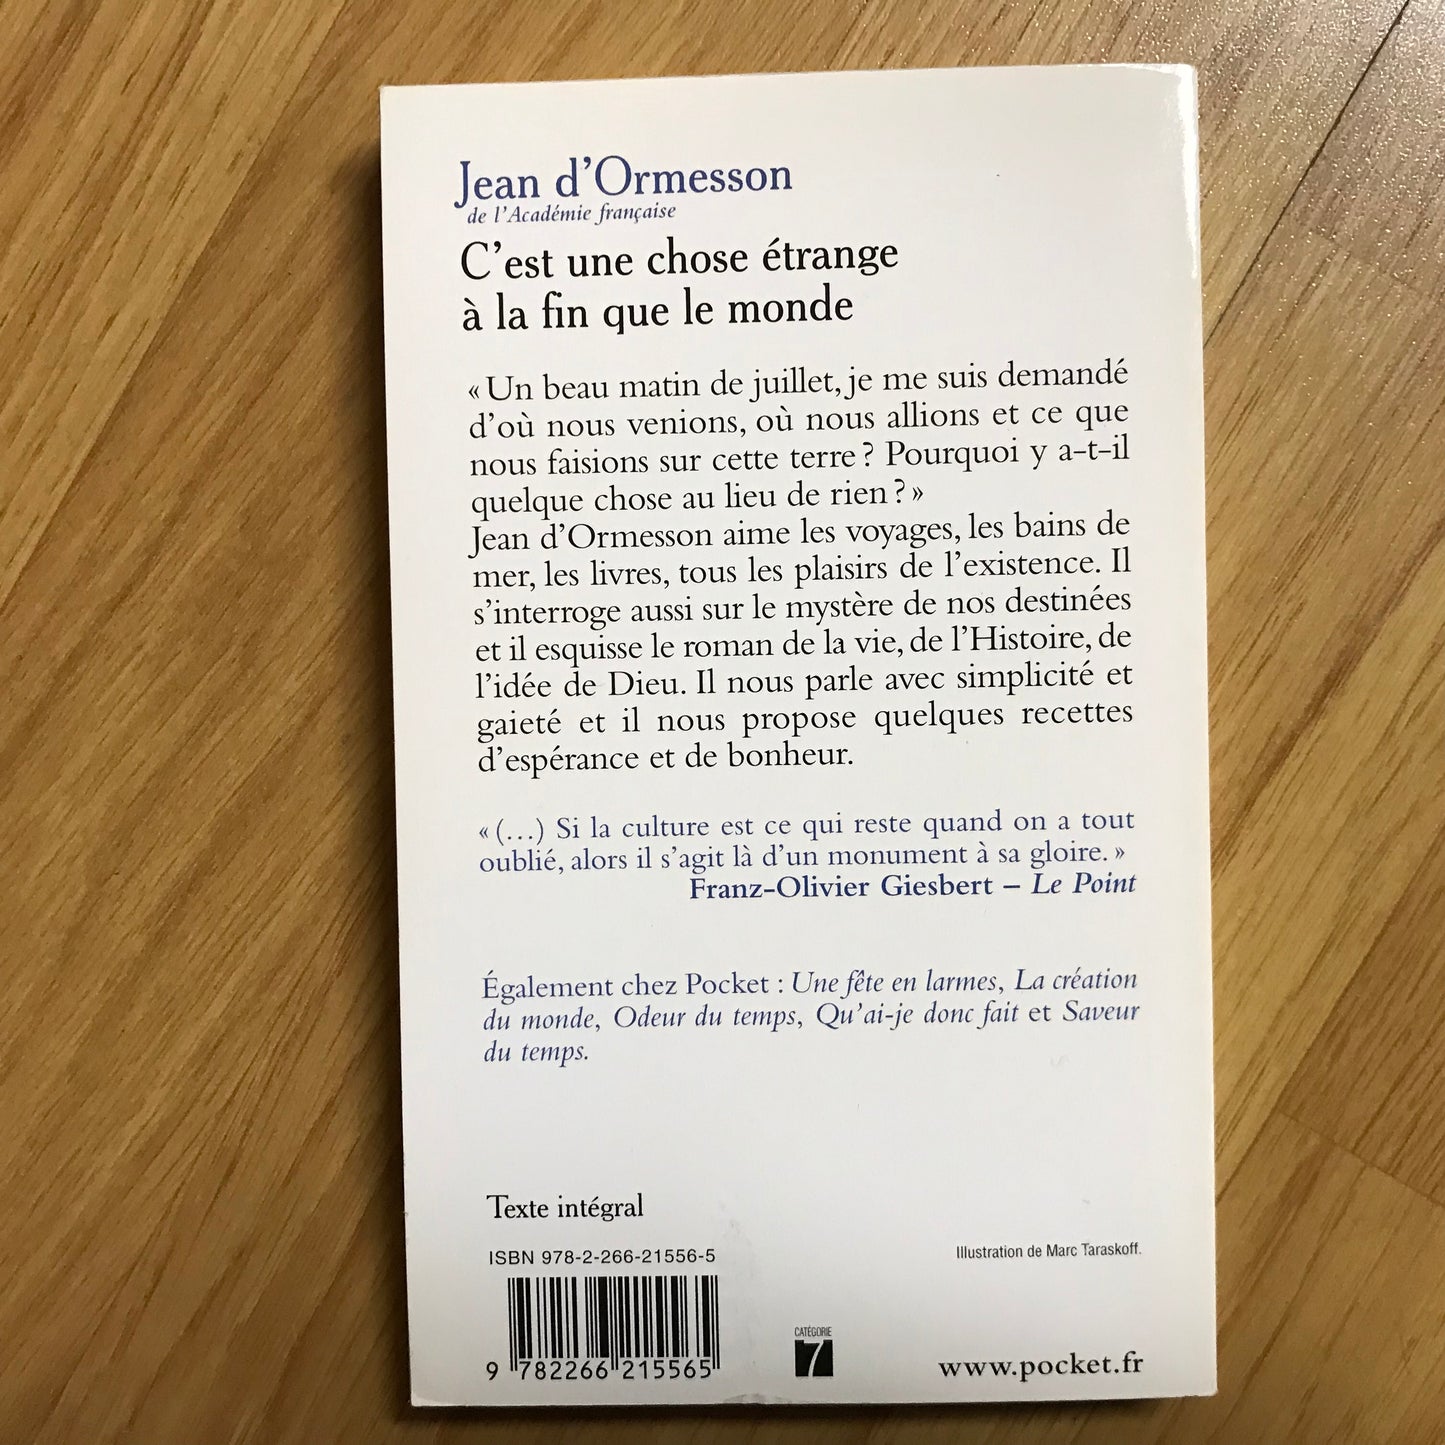 Jean d'Ormesson
de l'Académie française
C'est une chose étrange
à la fin que le monde
« Un beau matin de juillet, je me suis demandé
d'où nous venions, où nous allions et ce que
nous faisions sur cette terre ? Pourquoi y a-t-il
quelque chose au lieu de rien ? »
Jean d'Ormesson aime les voyages, les bains de
mer, les livres, tous les plaisirs de l'existence. Il
s'interroge aussi sur le mystère de nos destinées
et il esquisse le roman de la vie, de l'Histoire, de
l'idée de Dieu. Il nous parle avec simplicité et
gaieté et il nous propose quelques recettes
d'espérance et de bonheur.
« (…) Si la culture est ce qui reste quand on a tout
oublié, alors il s'agit là d'un monument à sa gloire. »
Franz-Olivier Giesbert – Le Point
Également chez Pocket : Une fête en larmes, La création
du monde, Odeur du temps, Qu'ai-je donc fait et Saveur
du temps.
Texte intégral
ISBN 978-2-266-21556-5
Illustration de Marc Taraskoff.
9 782266 215565
CATÉGORIE
7
www.pocket.fr